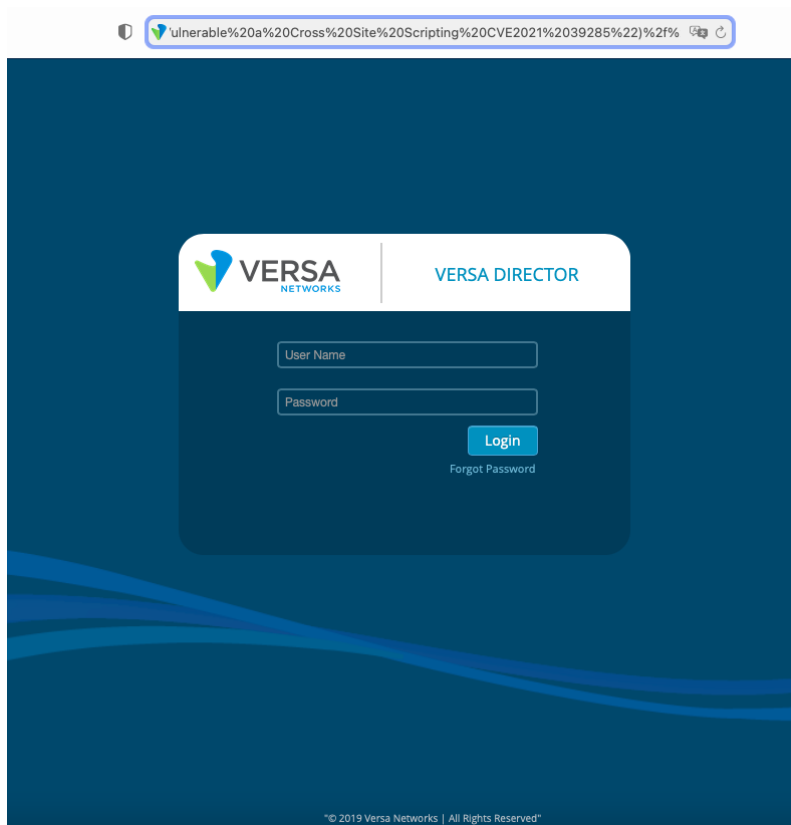 'ulnerable%20a%20Cross%20Site%20Scripting%20CVE2021%2039285%22)%2f%
VERSA
NETWORKS
VERSA DIRECTOR
User Name
Password
Login
Forgot Password
"© 2019 Versa Networks | All Rights Reserved"